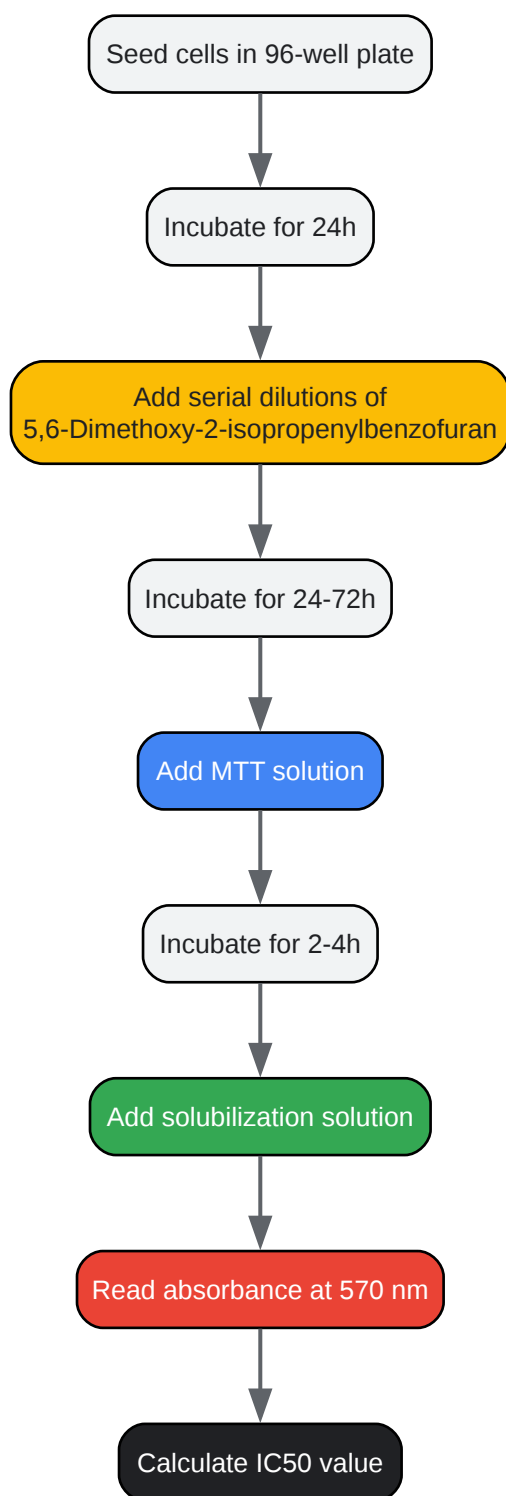 Seed cells in 96-well plate
Incubate for 24h
Add serial dilutions of
5,6-Dimethoxy-2-isopropenylbenzofuran
Incubate for 24-72h
Add MTT solution
Incubate for 2-4h
Add solubilization solution
Read absorbance at 570 nm
Calculate IC50 value